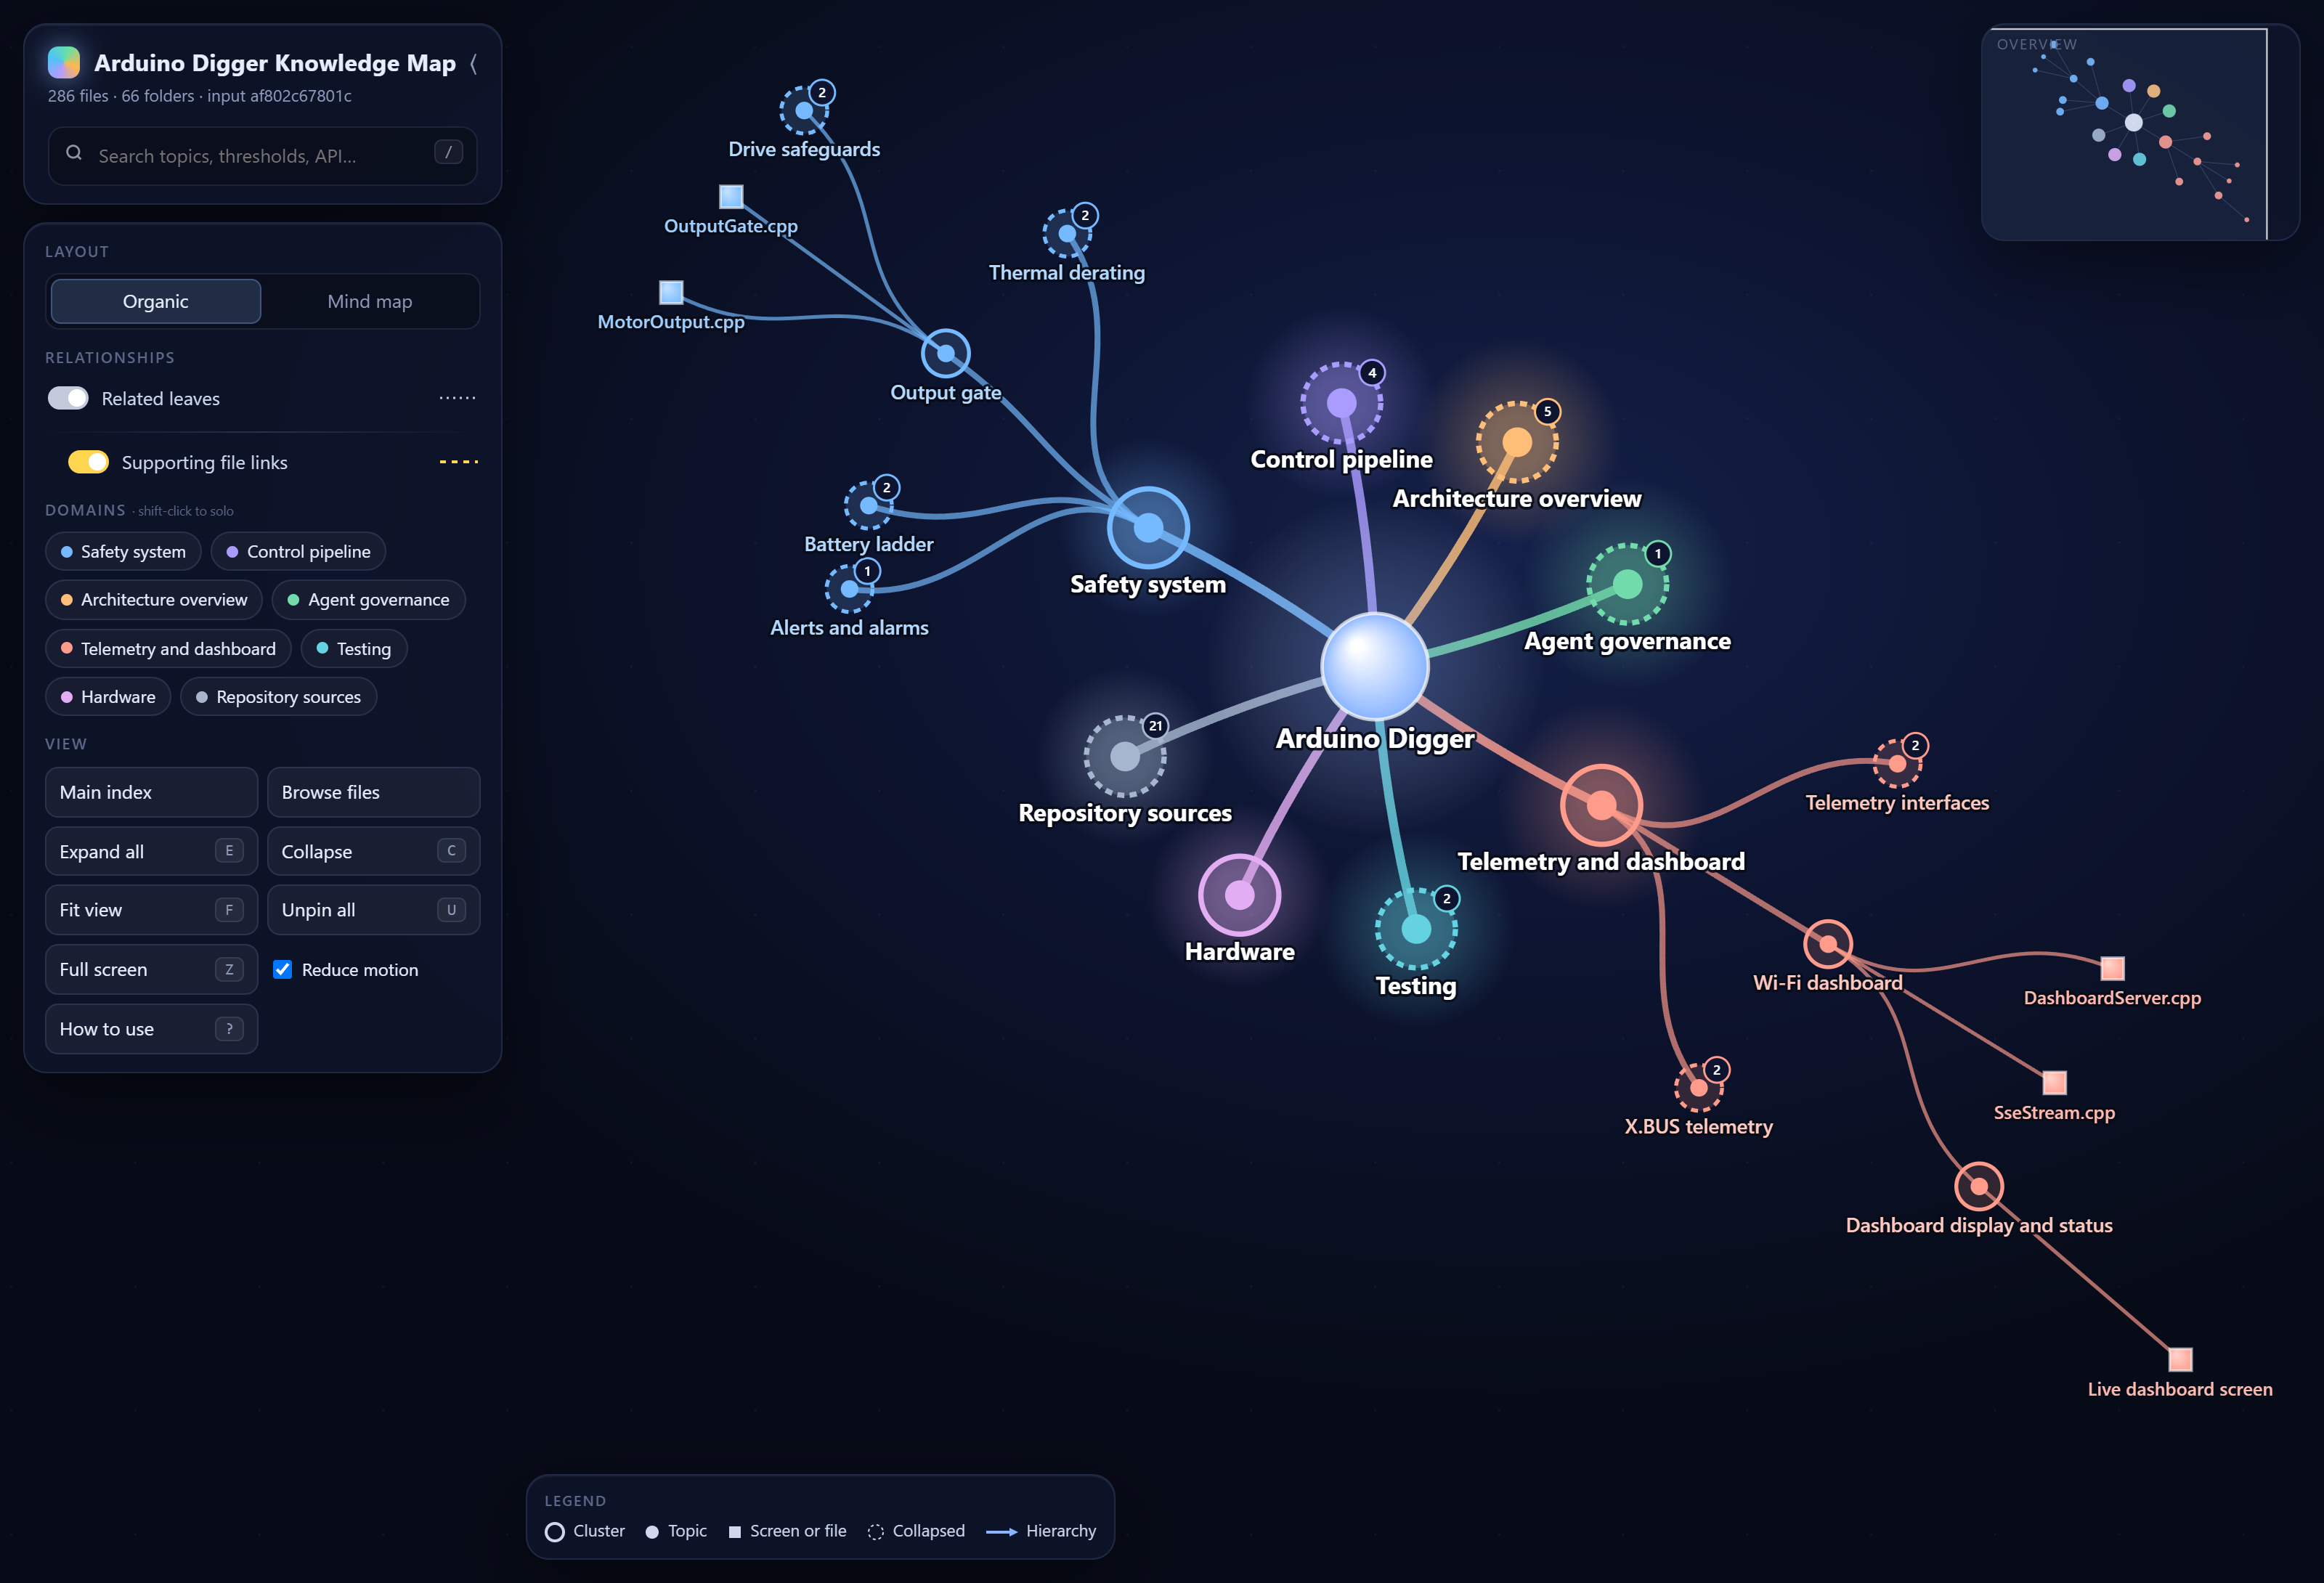 Arduino Digger Knowledge Map
286 files · 66 folders · input af802c67801c
Search topics, thresholds, API... /
LAYOUT
Organic Mind map
RELATIONSHIPS
Related leaves
Supporting file links
DOMAINS · shift-click to solo
Safety system Control pipeline
Architecture overview Agent governance
Telemetry and dashboard Testing
Hardware Repository sources
VIEW
Main index Browse files
Expand all E Collapse C
Fit view F Unpin all U
Full screen Z Reduce motion
How to use ?
OVERVIEW
2
Drive safeguards
OutputGate.cpp
2
Thermal derating
MotorOutput.cpp
Output gate
4
Control pipeline
5
Architecture overview
2
Battery ladder
1
Alerts and alarms
Safety system
1
Agent governance
Arduino Digger
21
Repository sources
Hardware
2
Testing
Telemetry and dashboard
2
Telemetry interfaces
Wi-Fi dashboard
DashboardServer.cpp
SseStream.cpp
2
X.BUS telemetry
Dashboard display and status
Live dashboard screen
LEGEND
Cluster Topic Screen or file Collapsed Hierarchy